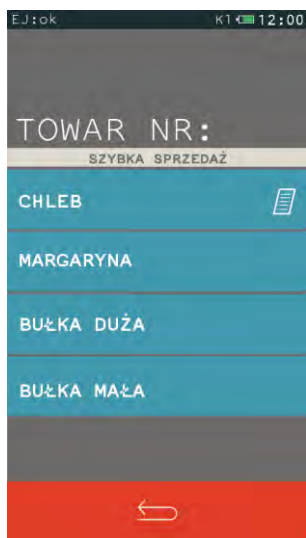 EJ:ok K1 12:00
TOWAR NR:
SZYBKA SPRZEDAŻ
CHLEB
MARGARYNA
BUŁKA DUŻA
BUŁKA MAŁA